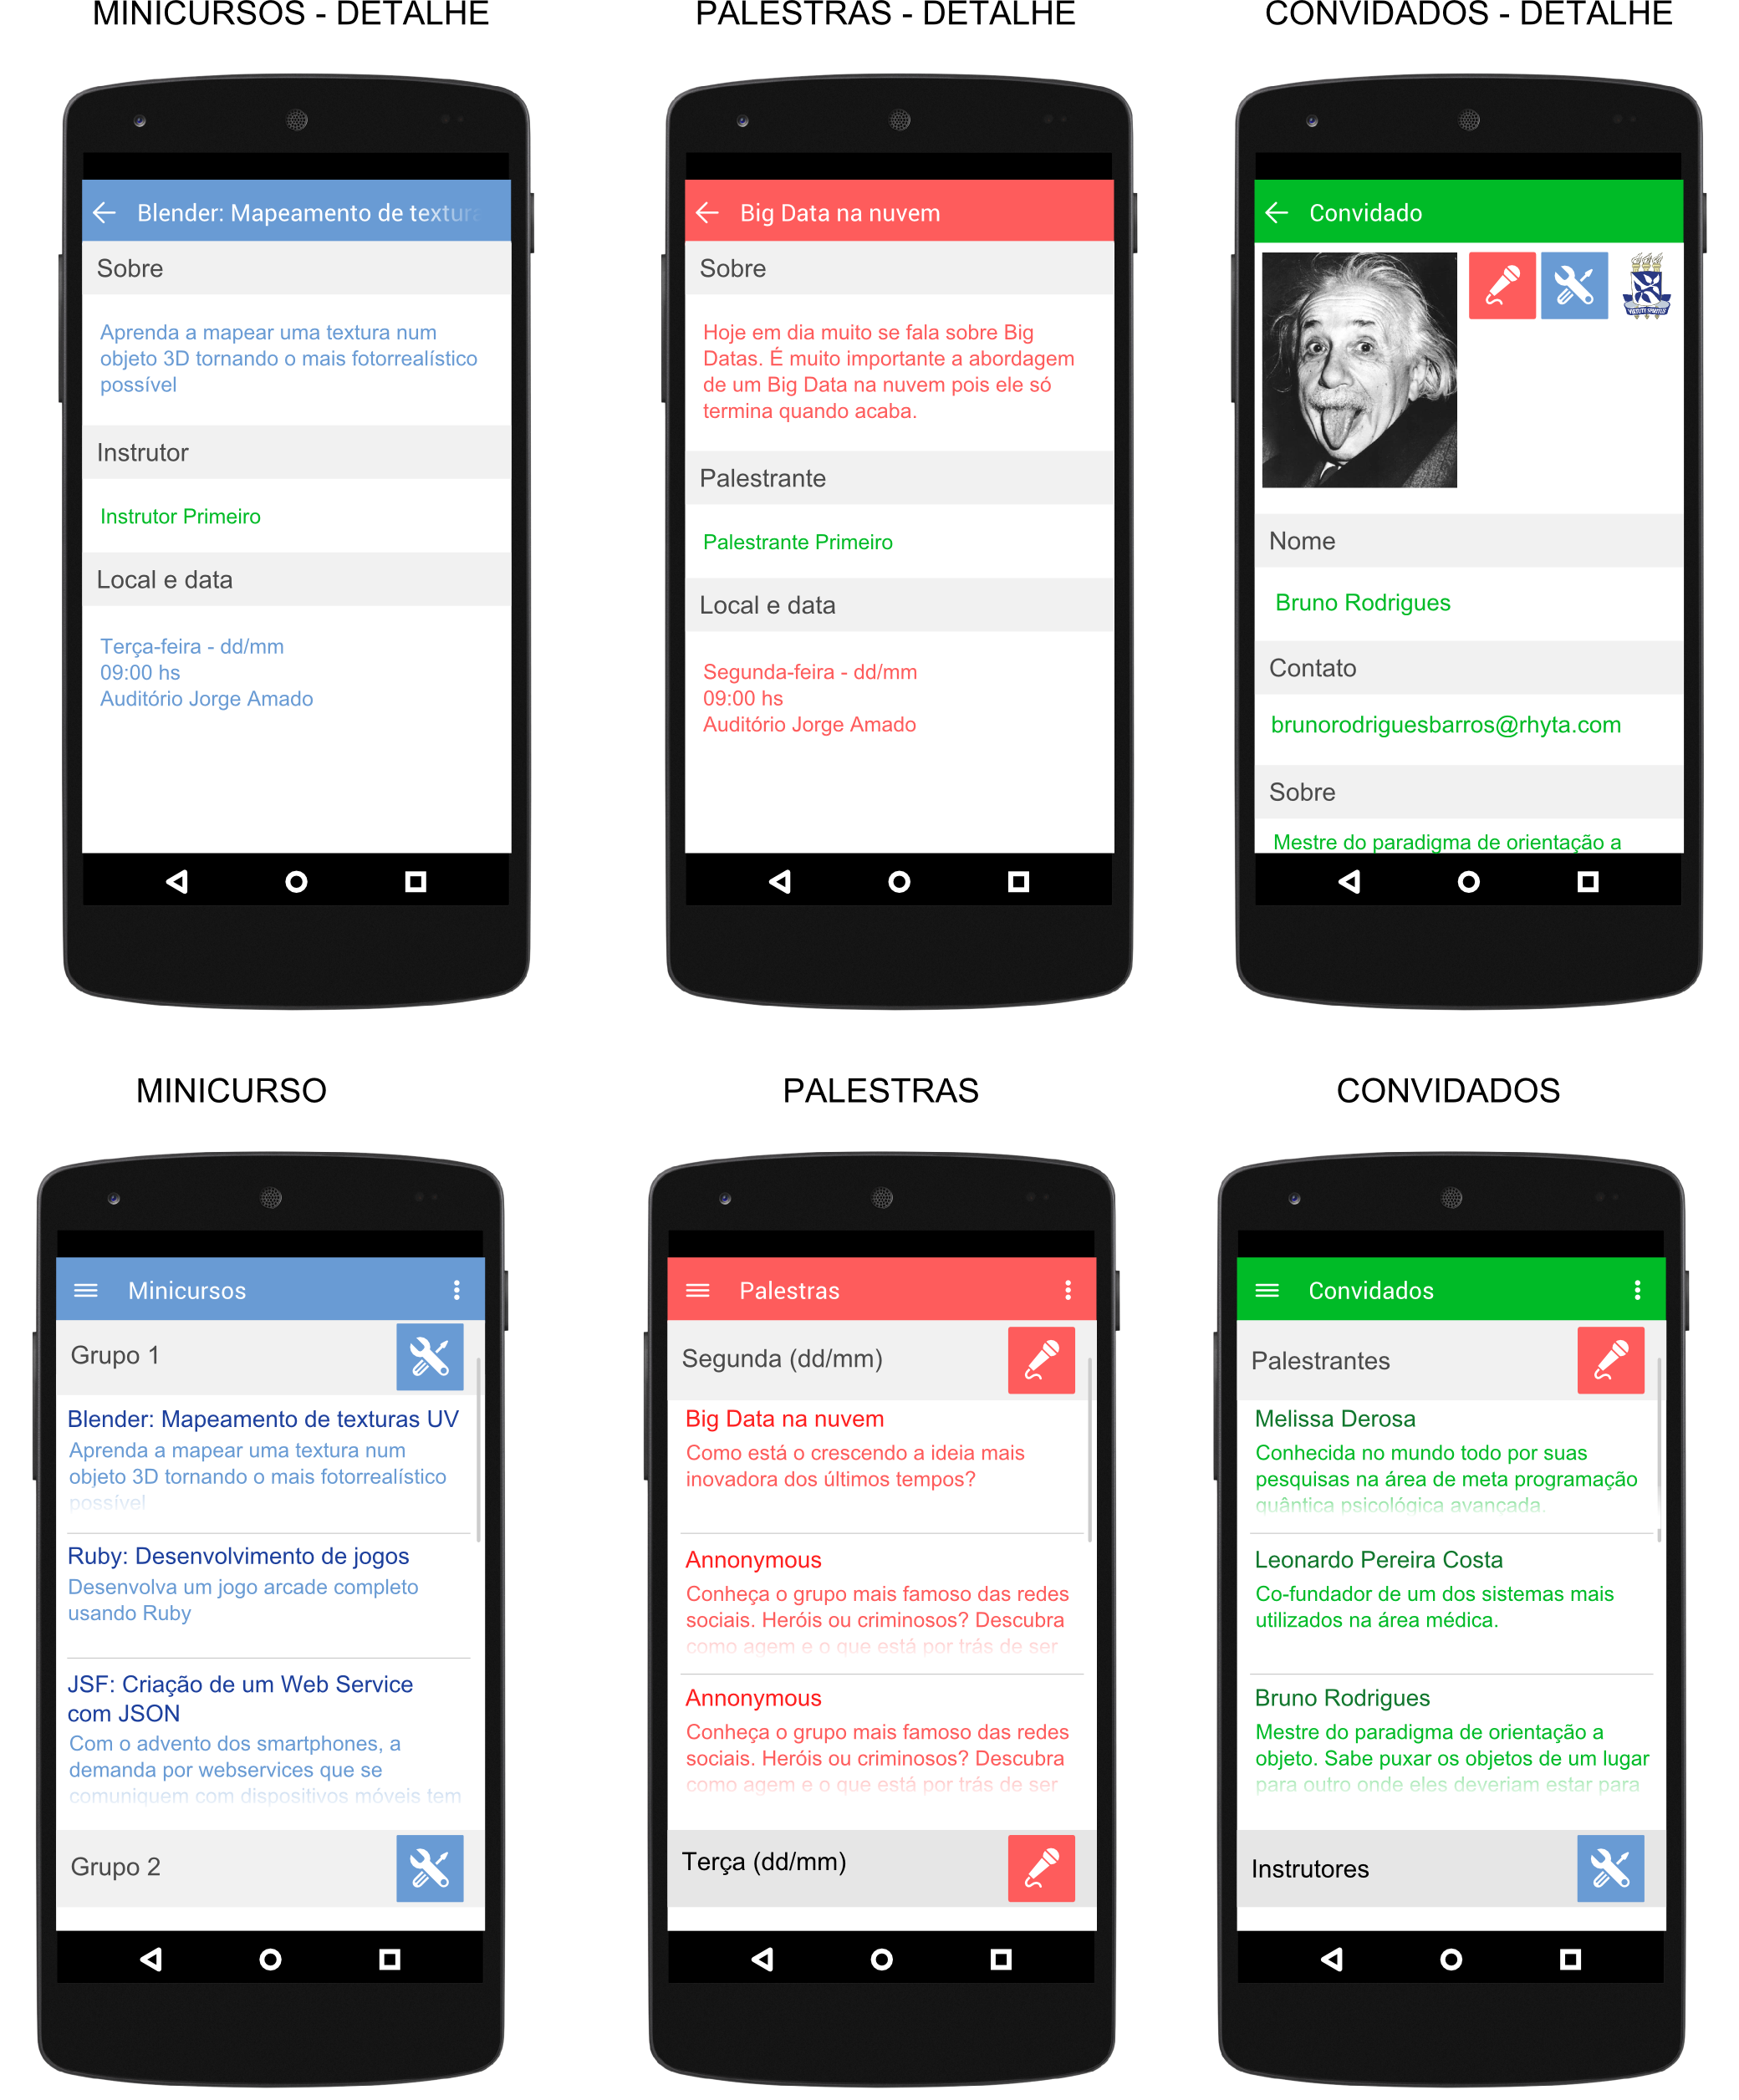 MINICURSOS - DETALHE
PALESTRAS - DETALHE
CONVIDADOS - DETALHE
Blender: Mapeamento de textura
Sobre
Aprenda a mapear uma textura num
objeto 3D tornando o mais fotorrealístico
possível
Instrutor
Instrutor Primeiro
Local e data
Terça-feira - dd/mm
09:00 hs
Auditório Jorge Amado
Big Data na nuvem
Sobre
Hoje em dia muito se fala sobre Big
Datas. É muito importante a abordagem
de um Big Data na nuvem pois ele só
termina quando acaba.
Palestrante
Palestrante Primeiro
Local e data
Segunda-feira - dd/mm
09:00 hs
Auditório Jorge Amado
Convidado
Nome
Bruno Rodrigues
Contato
brunorodriguesbarros@rhyta.com
Sobre
Mestre do paradigma de orientação a
MINICURSO
PALESTRAS
CONVIDADOS
Minicursos
Grupo 1
Blender: Mapeamento de texturas UV
Aprenda a mapear uma textura num
objeto 3D tornando o mais fotorrealístico
possível
Ruby: Desenvolvimento de jogos
Desenvolva um jogo arcade completo
usando Ruby
JSF: Criação de um Web Service
com JSON
Com o advento dos smartphones, a
demanda por webservices que se
comuniquem com dispositivos móveis tem
Grupo 2
Palestras
Segunda (dd/mm)
Big Data na nuvem
Como está o crescendo a ideia mais
inovadora dos últimos tempos?
Annonymous
Conheça o grupo mais famoso das redes
sociais. Heróis ou criminosos? Descubra
como agem e o que está por trás de ser
Annonymous
Conheça o grupo mais famoso das redes
sociais. Heróis ou criminosos? Descubra
como agem e o que está por trás de ser
Terça (dd/mm)
Convidados
Palestrantes
Melissa Derosa
Conhecida no mundo todo por suas
pesquisas na área de meta programação
quântica psicológica avançada.
Leonardo Pereira Costa
Co-fundador de um dos sistemas mais
utilizados na área médica.
Bruno Rodrigues
Mestre do paradigma de orientação a
objeto. Sabe puxar os objetos de um lugar
para outro onde eles deveriam estar para
Instrutores